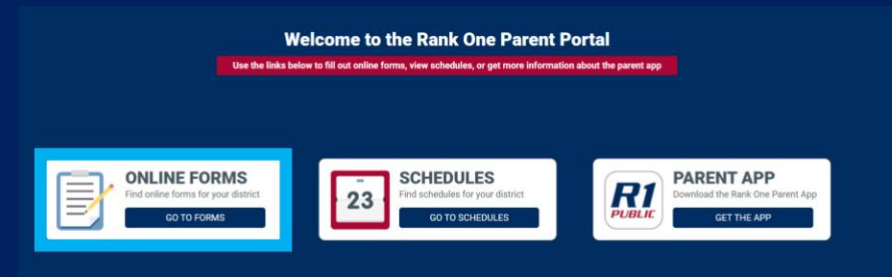 Welcome to the Rank One Parent Portal
Use the links below to fill out online forms, view schedules, or get more information about the parent app
ONLINE FORMS
Find online forms for your district
GO TO FORMS
23
SCHEDULES
Find schedules for your district
GO TO SCHEDULES
R1
PUBLIC
PARENT APP
Download the Rank One Parent App
GET THE APP